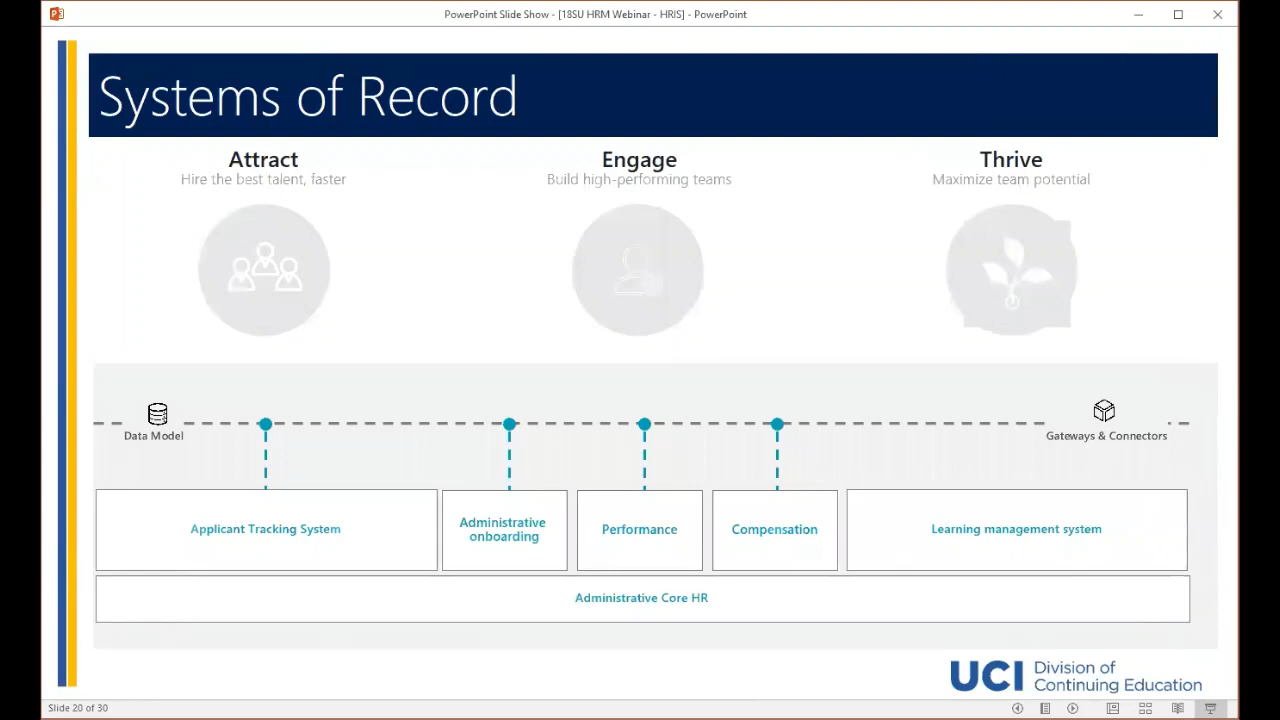 PowerPoint Slide Show - [18SU HRM Webinar - HRIS] - PowerPoint
Systems of Record
Attract
Hire the best talent, faster
Engage
Build high-performing teams
Thrive
Maximize team potential
Data Model
Gateways & Connectors
Applicant Tracking System
Administrative
onboarding
Performance
Compensation
Learning management system
Administrative Core HR
UCI
Division of
Continuing Education
Slide 20 of 30